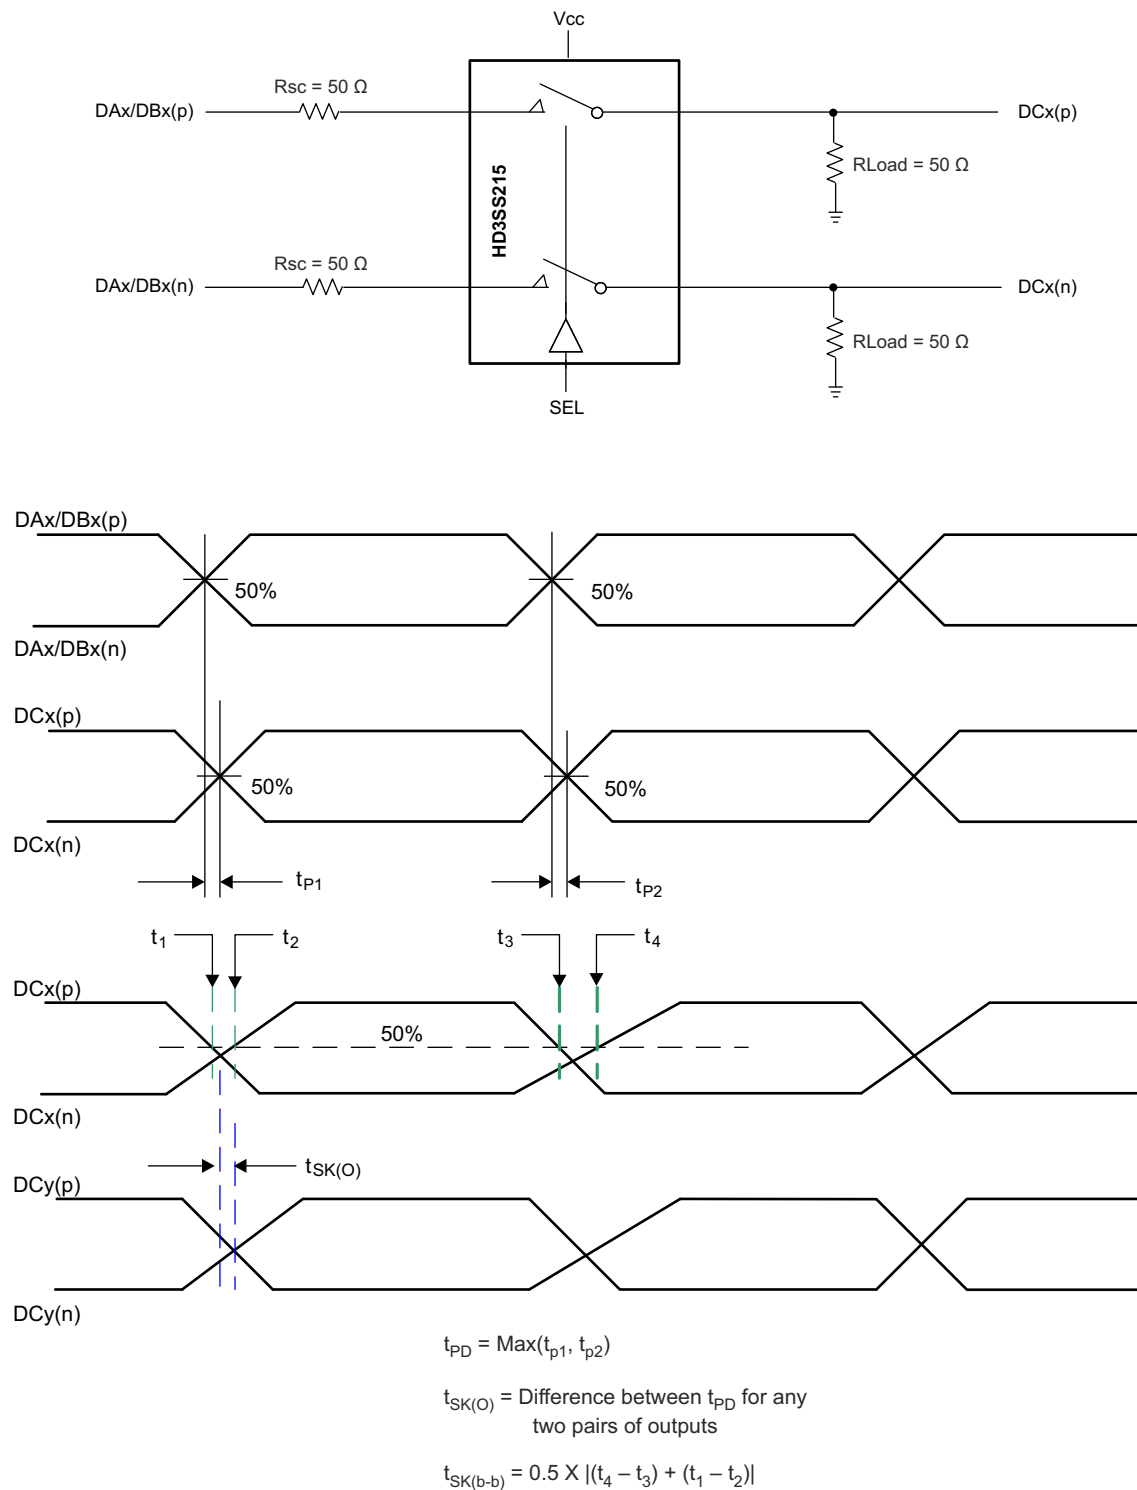 Vcc
Rsc = 50 Ω
DAx/DBx(p)
DCx(p)
RLoad = 50 Ω
HD3SS215
Rsc = 50 Ω
DAx/DBx(n)
DCx(n)
RLoad = 50 Ω
SEL
DAx/DBx(p)
50%
50%
DAx/DBx(n)
DCx(p)
50%
50%
DCx(n)
tP1
tP2
t1
t2
t3
t4
DCx(p)
50%
DCx(n)
tSK(O)
DCy(p)
DCy(n)
tPD = Max(tp1, tp2)
tSK(O) = Difference between tPD for any
two pairs of outputs
tSK(b-b) = 0.5 X |(t4 – t3) + (t1 – t2)|